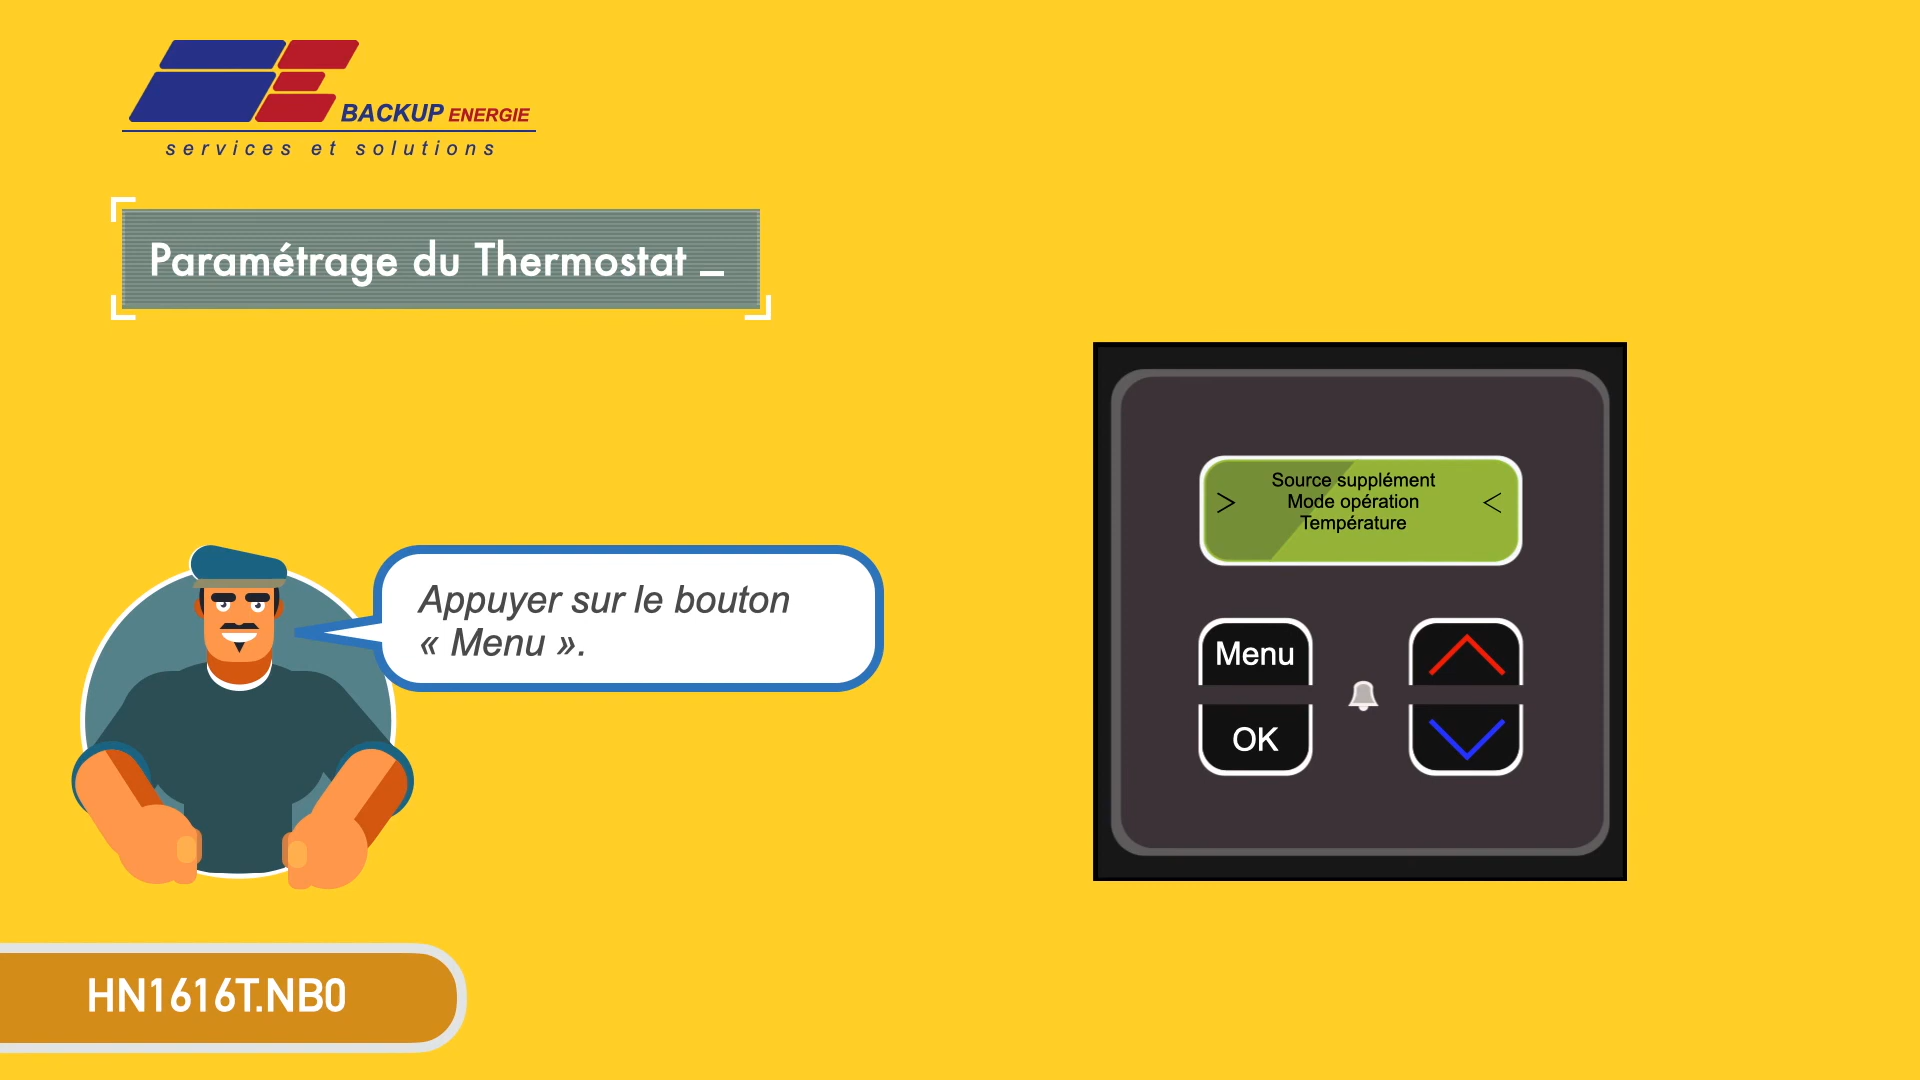 BACKUP ENERGIE
services et solutions
Paramétrage du Thermostat _
Appuyer sur le bouton
« Menu ».
Source supplément
> Mode opération <
Température
Menu
OK
HN1616T.NB0